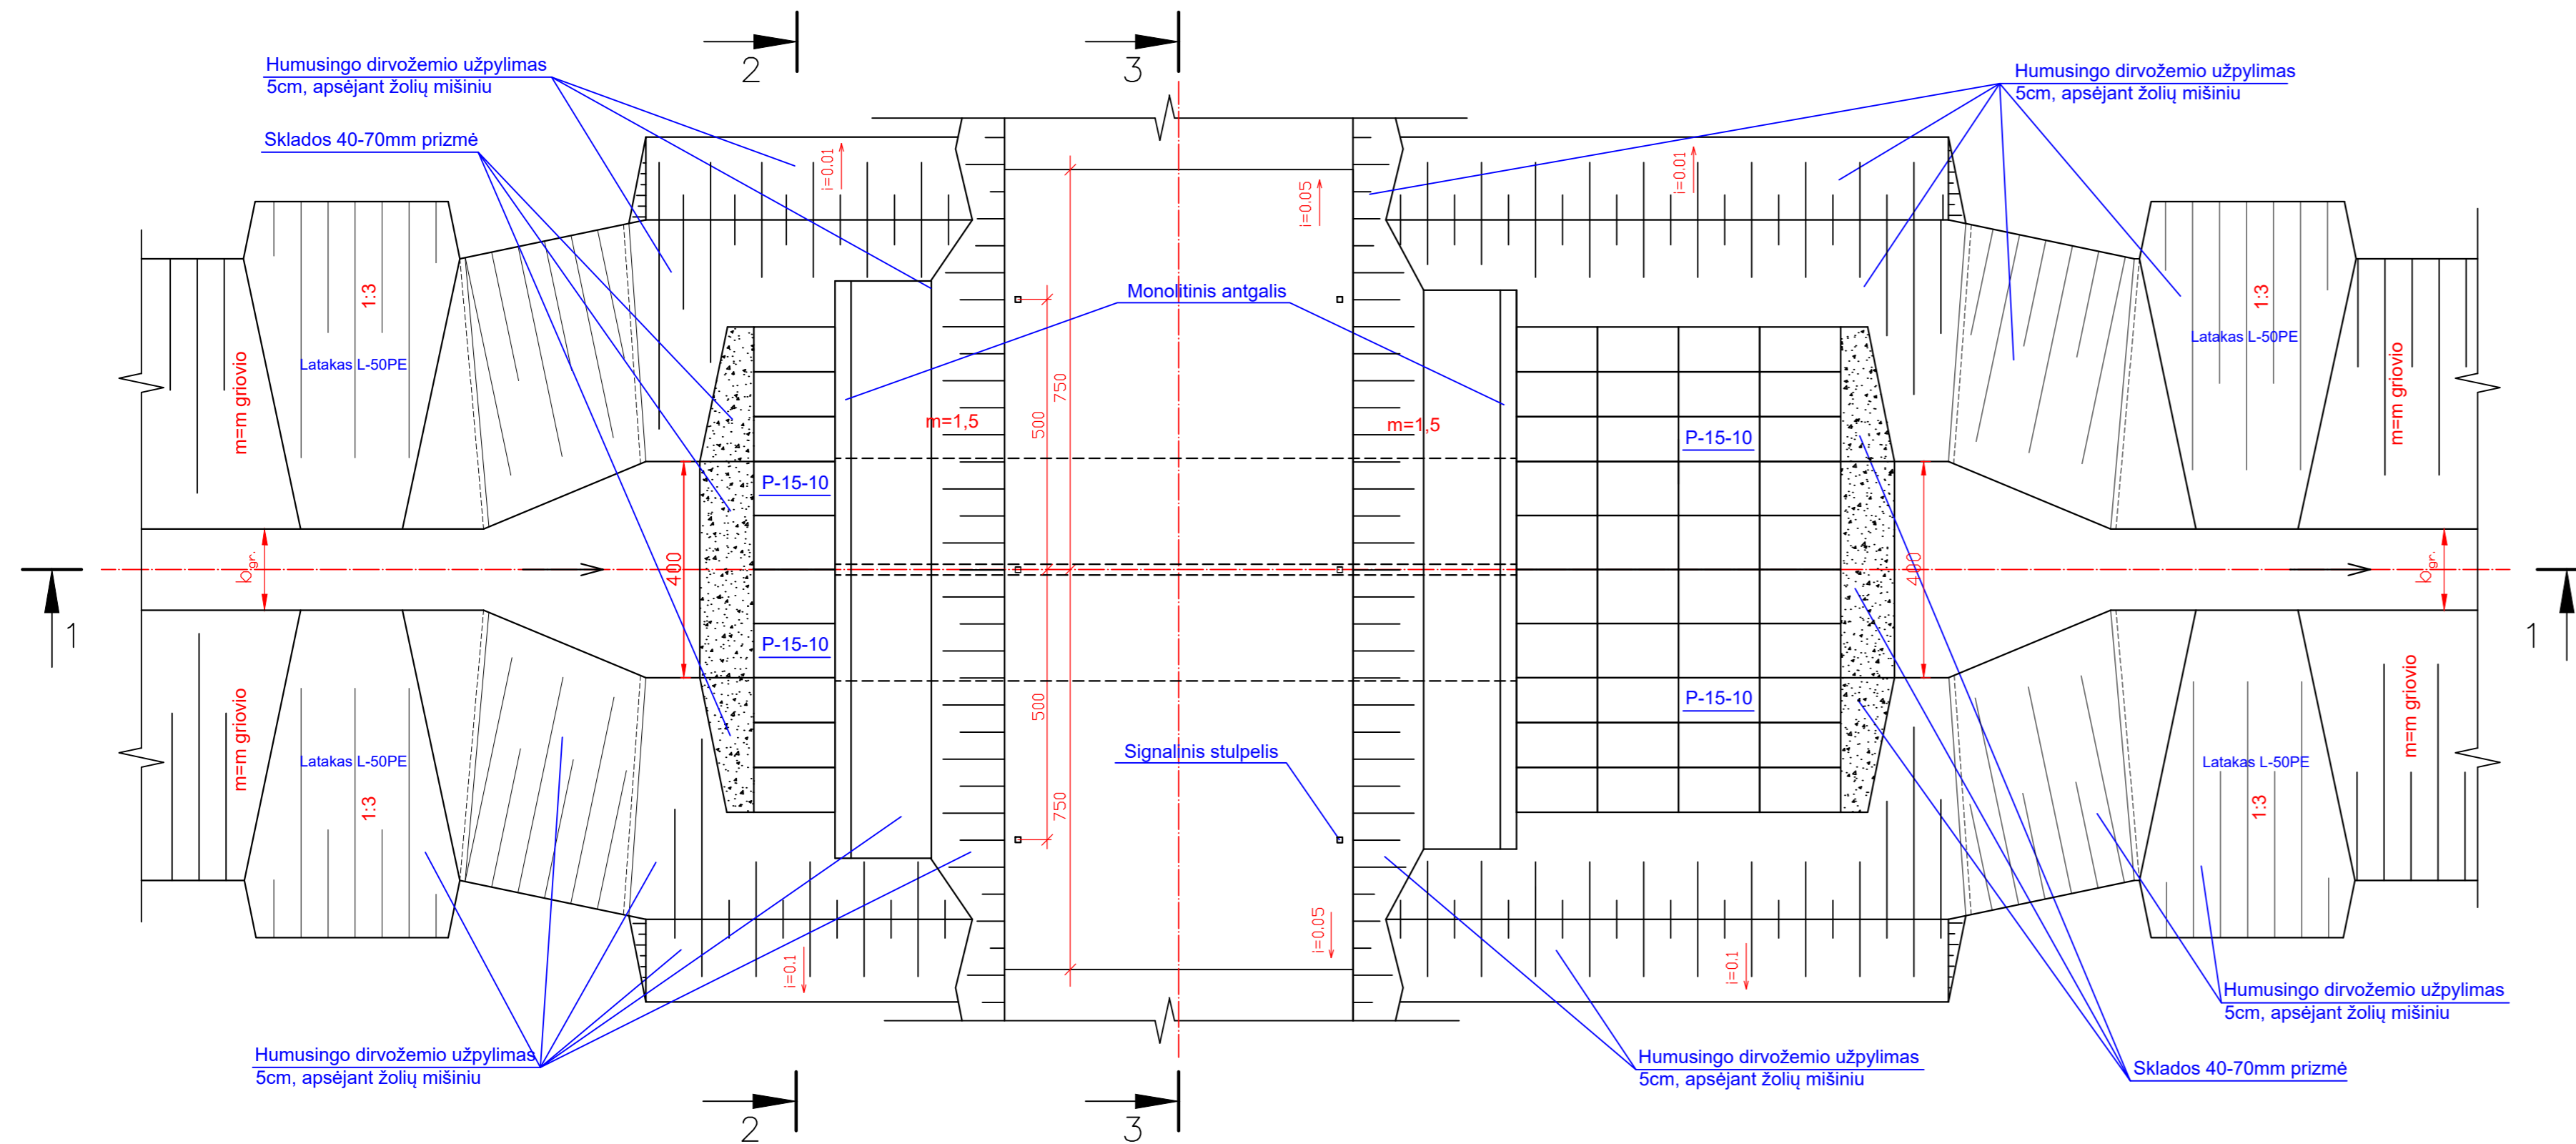 2
3
Humusingo dirvožemio užpylimas
5cm, apsėjant žolių mišiniu
Humusingo dirvožemio užpylimas
5cm, apsėjant žolių mišiniu
Sklados 40-70mm prizmė
i=0.01
i=0.01
i=0.05
1:3
Monolitinis antgalis
1:3
Latakas L-50PE
Latakas L-50PE
m=m griovio
750
m=m griovio
500
m=1,5
m=1,5
P-15-10
P-15-10
b gr.
400
400
b gr.
1
1
P-15-10
P-15-10
m=m griovio
500
m=m griovio
Latakas L-50PE
Signalinis stulpelis
Latakas L-50PE
1:3
750
1:3
i=0.1
i=0.05
i=0.1
Humusingo dirvožemio užpylimas
5cm, apsėjant žolių mišiniu
Humusingo dirvožemio užpylimas
5cm, apsėjant žolių mišiniu
Humusingo dirvožemio užpylimas
5cm, apsėjant žolių mišiniu
Sklados 40-70mm prizmė
2
3